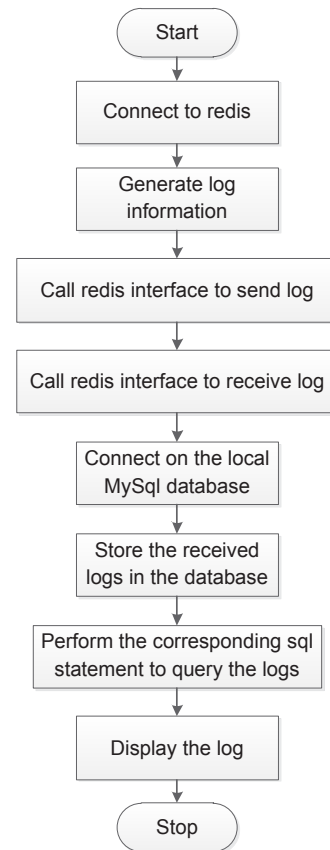 Start
Connect to redis
Generate log
information
Call redis interface to send log
Call redis interface to receive log
Connect on the local
MySql database
Store the received
logs in the database
Perform the corresponding sql
statement to query the logs
Display the log
Stop